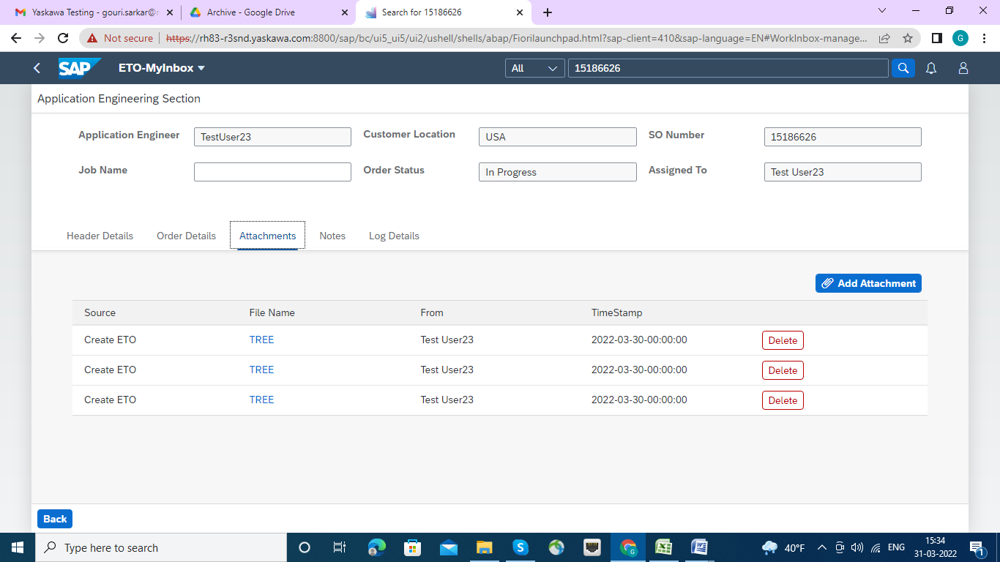 Yaskawa Testing - gouri.sarkar@
Archive - Google Drive
Search for 15186626
Not secure https://rh83-r3snd.yaskawa.com:8800/sap/bc/ui5_ui5/ui2/ushell/shells/abap/Fiorilaunchpad.html?sap-client=410&sap-language=EN#WorkInbox-manage...
G
SAP ETO-MyInbox All 15186626
Application Engineering Section
Application Engineer TestUser23 Customer Location USA SO Number 15186626
Job Name Order Status In Progress Assigned To Test User23
Header Details Order Details Attachments Notes Log Details
Add Attachment
Source File Name From TimeStamp
Create ETO TREE Test User23 2022-03-30-00:00:00 Delete
Create ETO TREE Test User23 2022-03-30-00:00:00 Delete
Create ETO TREE Test User23 2022-03-30-00:00:00 Delete
Back
Type here to search
40°F
ENG
15:34
31-03-2022
1